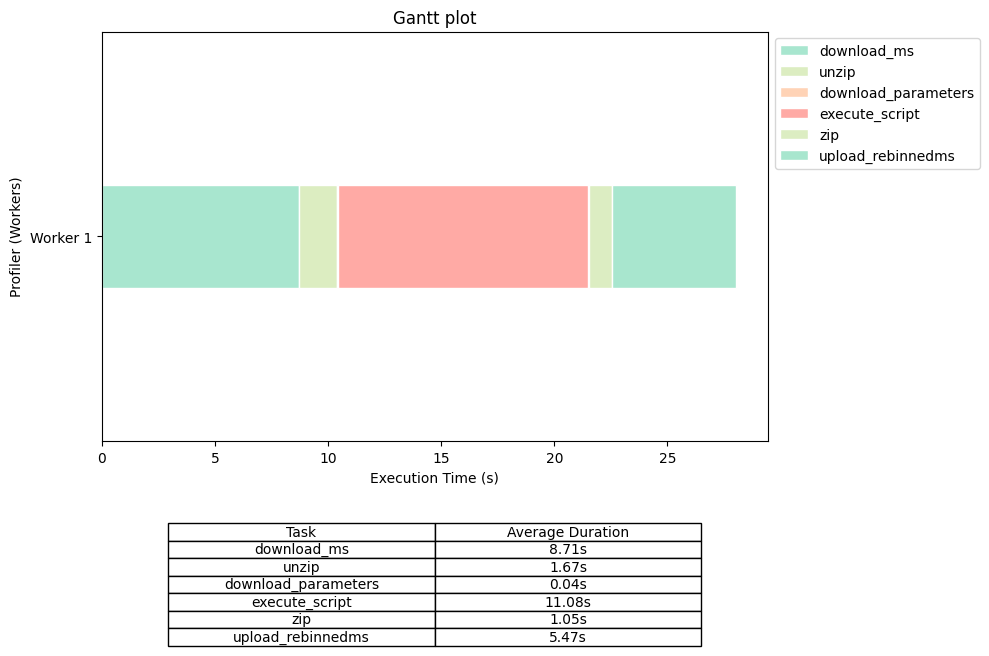 Gantt plot
download_ms
unzip
download_parameters
execute_script
zip
upload_rebinnedms
Profiler (Workers)
Worker 1
0 5 10 15 20 25
Execution Time (s)
Task Average Duration
download_ms 8.71s
unzip 1.67s
download_parameters 0.04s
execute_script 11.08s
zip 1.05s
upload_rebinnedms 5.47s